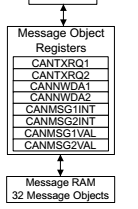 Message Object
Registers
CANTXRQ1
CANTXRQ2
CANNWDA1
CANNWDA2
CANMSG1INT
CANMSG2INT
CANMSG1VAL
CANMSG2VAL
Message RAM
32 Message Objects